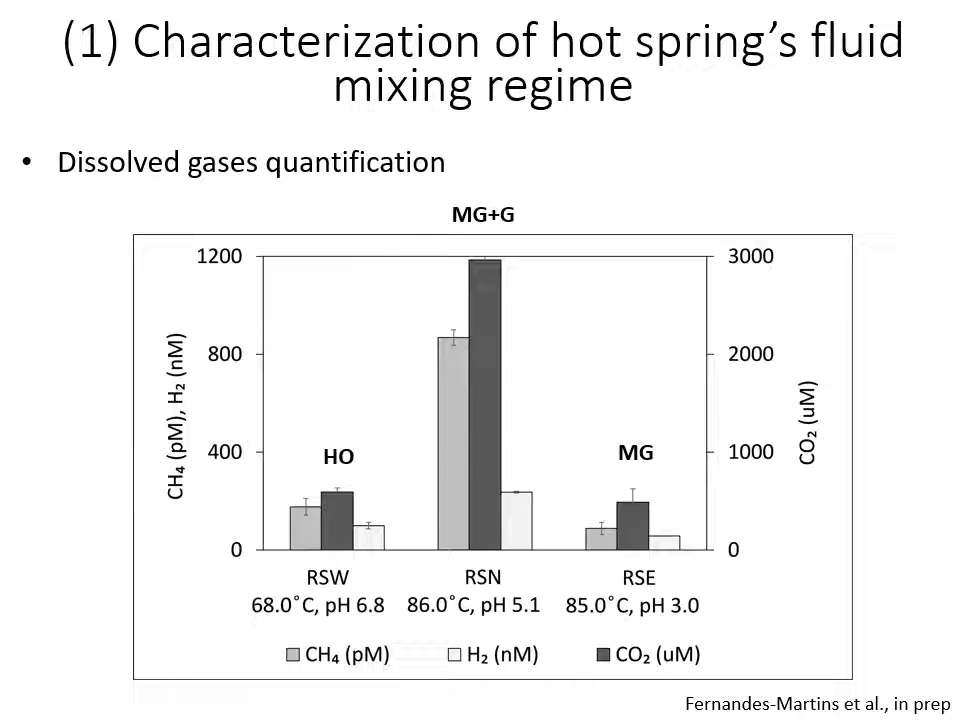 (1) Characterization of hot spring’s fluid
mixing regime
• Dissolved gases quantification
MG+G
1200
800
400
0
CH₄ (pM), H₂ (nM)
3000
2000
1000
0
CO₂ (uM)
HO
MG
RSW
68.0˚C, pH 6.8
RSN
86.0˚C, pH 5.1
RSE
85.0˚C, pH 3.0
CH₄ (pM) H₂ (nM) CO₂ (uM)
Fernandes-Martins et al., in prep